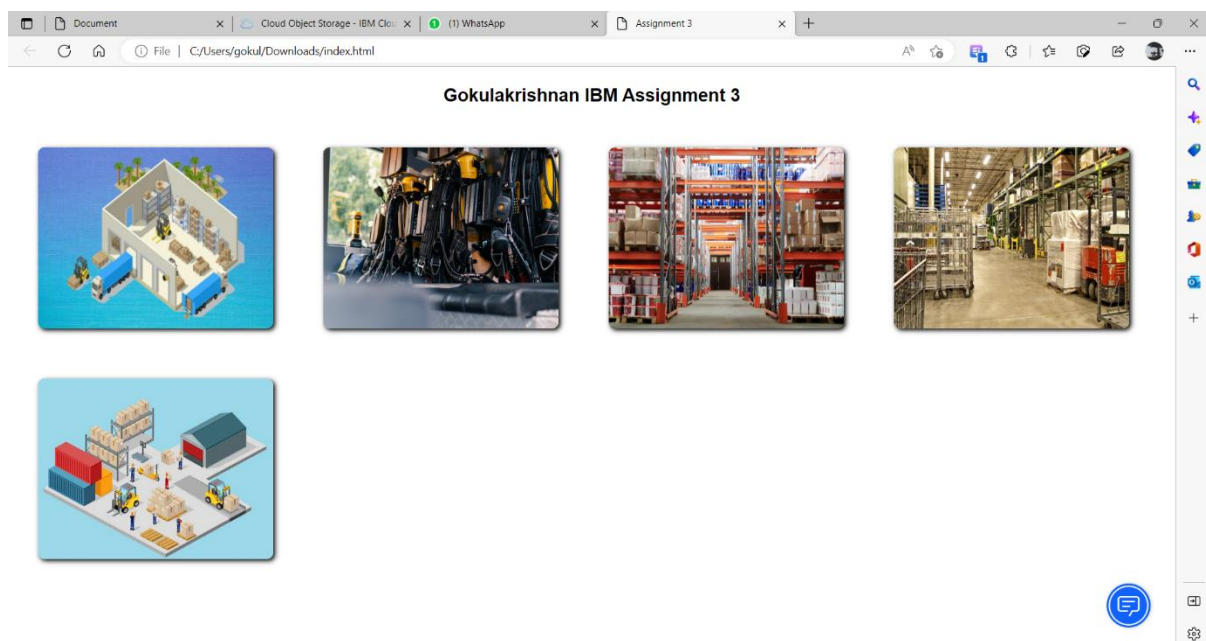 Document
Cloud Object Storage - IBM Clou
(1) WhatsApp
Assignment 3
File | C:/Users/gokul/Downloads/index.html
Gokulakrishnan IBM Assignment 3